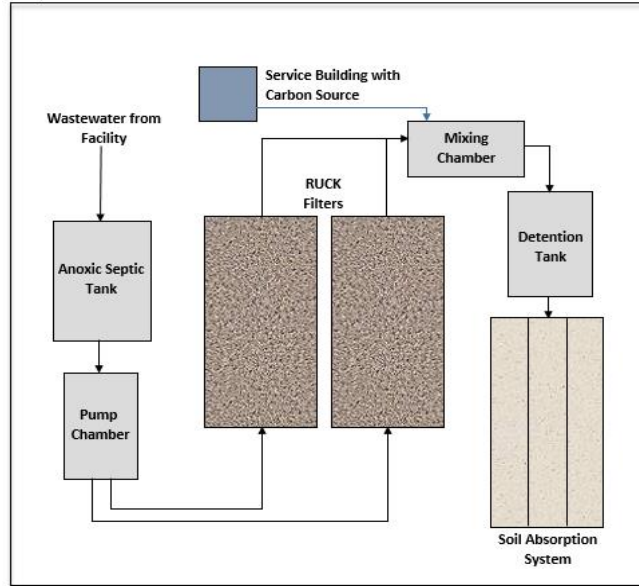 Service Building with
Carbon Source
Wastewater from
Facility
Mixing
Chamber
RUCK
Filters
Anoxic Septic
Tank
Detention
Tank
Pump
Chamber
Soil Absorption
System